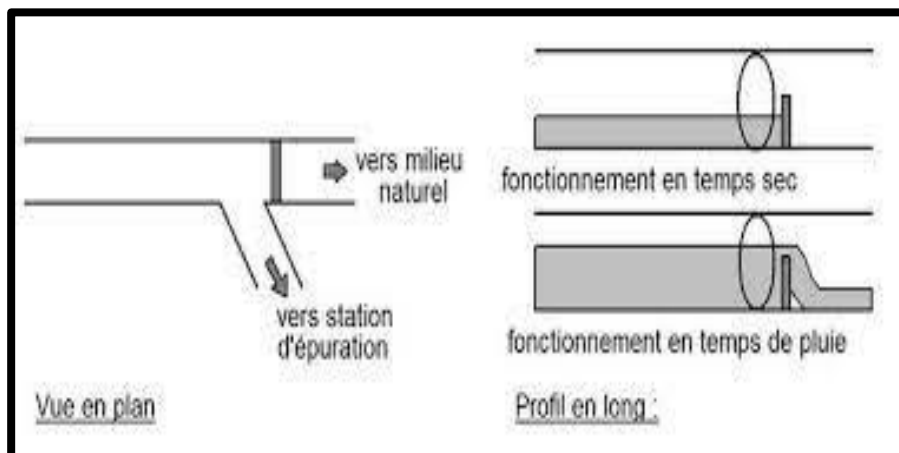 vers milieu
naturel
vers station
d'épuration
Vue en plan
fonctionnement en temps sec
fonctionnement en temps de pluie
Profil en long :